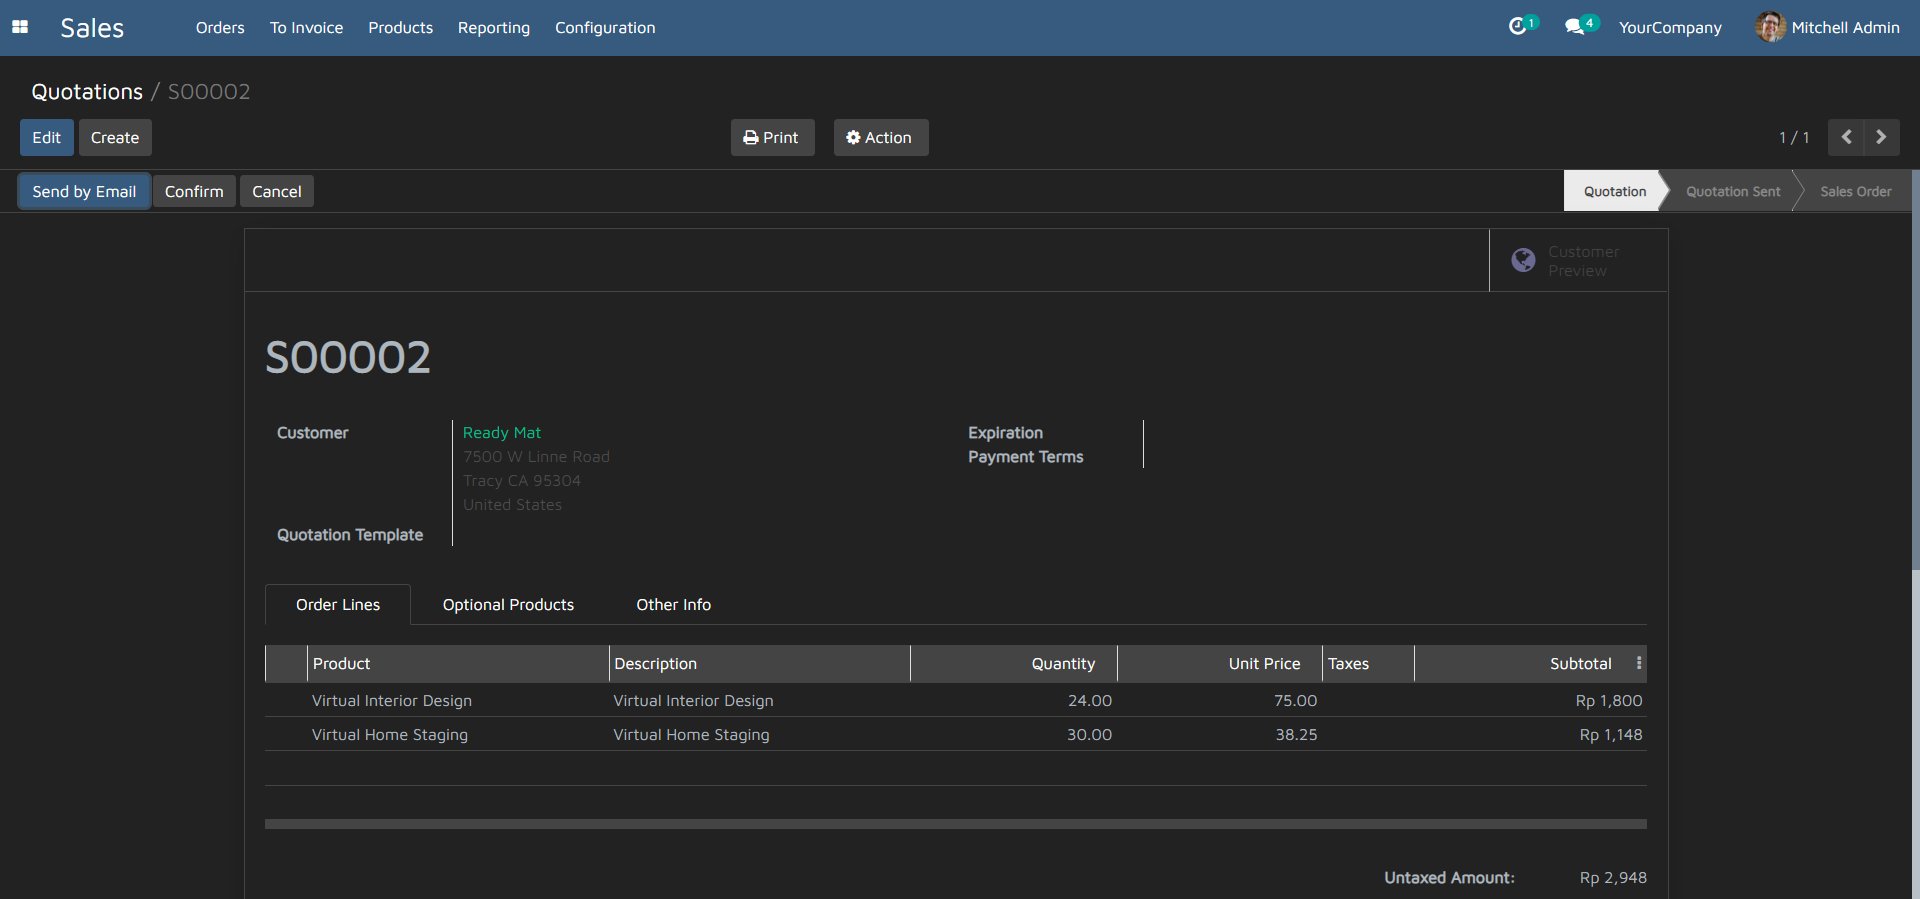 Sales Orders To Invoice Products Reporting Configuration 1 4 YourCompany Mitchell Admin
Quotations / S00002
Edit Create Print Action 1 / 1
Send by Email Confirm Cancel Quotation Quotation Sent Sales Order
Customer
Preview
S00002
Customer Ready Mat Expiration
7500 W Linne Road Payment Terms
Tracy CA 95304
United States
Quotation Template
Order Lines Optional Products Other Info
Product Description Quantity Unit Price Taxes Subtotal
Virtual Interior Design Virtual Interior Design 24.00 75.00 Rp 1,800
Virtual Home Staging Virtual Home Staging 30.00 38.25 Rp 1,148
Untaxed Amount: Rp 2,948